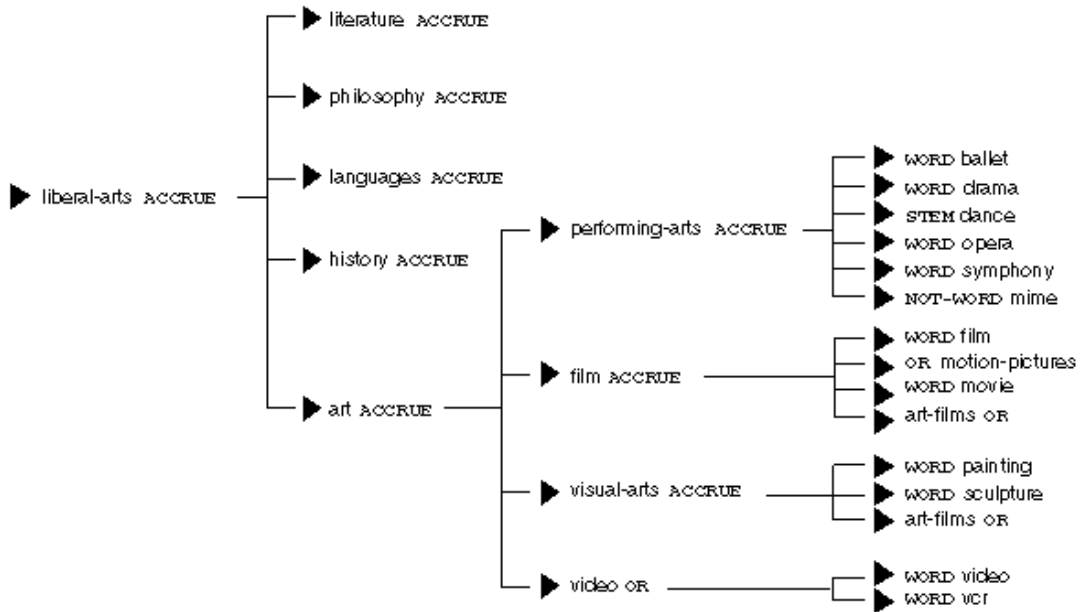 literature ACCRUE
philosophy ACCRUE
languages ACCRUE
liberal-arts ACCRUE
history ACCRUE
art ACCRUE
performing-arts ACCRUE
WORD ballet
WORD drama
STEM dance
WORD opera
WORD symphony
NOT-WORD mime
film ACCRUE
WORD film
OR motion-pictures
WORD movie
art-films OR
visual-arts ACCRUE
WORD painting
WORD sculpture
art-films OR
video OR
WORD video
WORD vcr